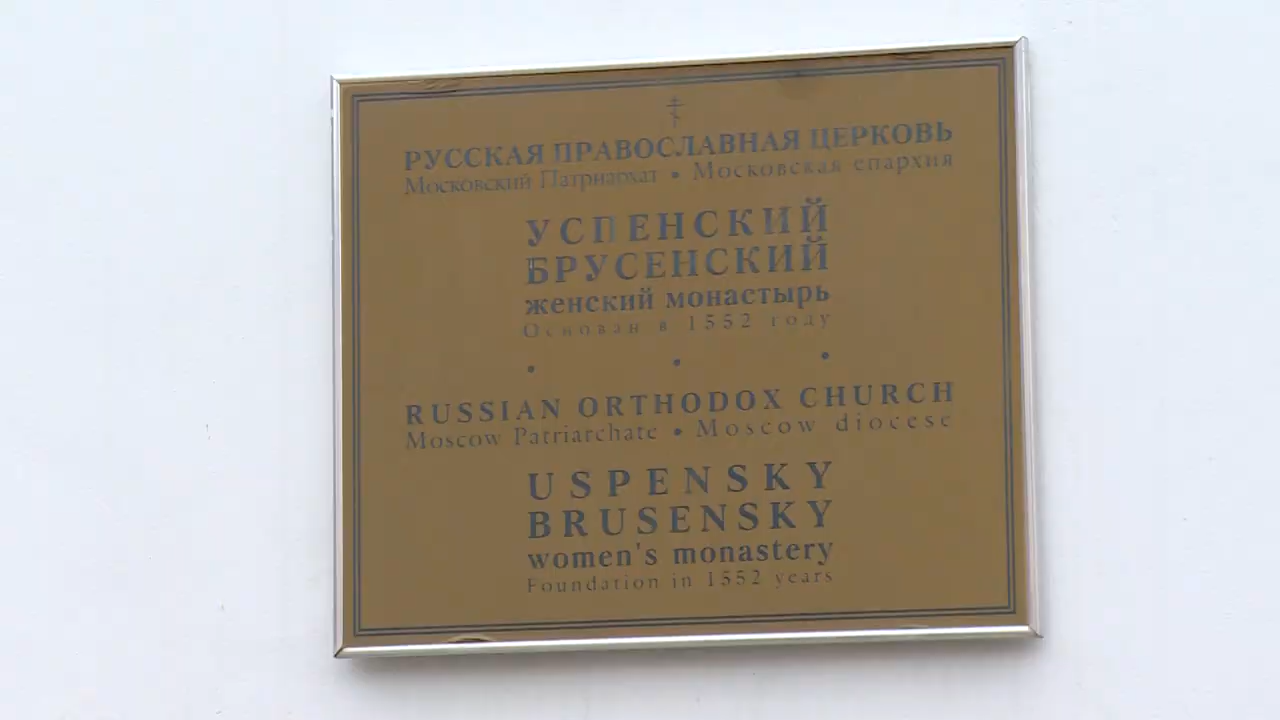 РУССКАЯ ПРАВОСЛАВНАЯ ЦЕРКОВЬ
Московский Патриархат • Московская епархия
УСПЕНСКИЙ
БРУСЕНСКИЙ
женский монастырь
Основан в 1552 году
• • •
RUSSIAN ORTHODOX CHURCH
Moscow Patriarchate • Moscow diocese
USPENSKY
BRUSENSKY
women's monastery
Foundation in 1552 years